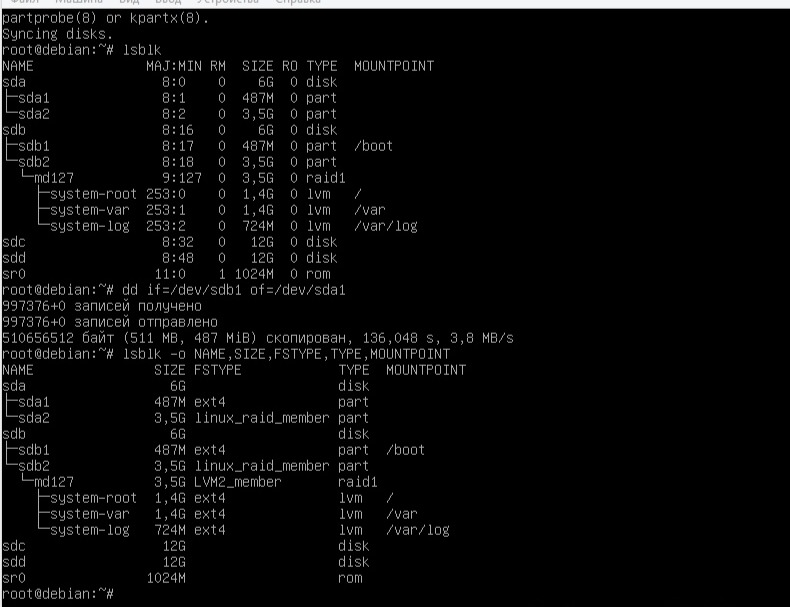 Файл Машина Вид Ввод Устройства Справка
partprobe(8) or kpartx(8).
Syncing disks.
root@debian:~# lsblk
NAME MAJ:MIN RM SIZE RO TYPE MOUNTPOINT
sda 8:0 0 6G 0 disk
├─sda1 8:1 0 487M 0 part
└─sda2 8:2 0 3,5G 0 part
sdb 8:16 0 6G 0 disk
├─sdb1 8:17 0 487M 0 part /boot
└─sdb2 8:18 0 3,5G 0 part
└─md127 9:127 0 3,5G 0 raid1
├─system-root 253:0 0 1,4G 0 lvm /
├─system-var 253:1 0 1,4G 0 lvm /var
└─system-log 253:2 0 724M 0 lvm /var/log
sdc 8:32 0 12G 0 disk
sdd 8:48 0 12G 0 disk
sr0 11:0 1 1024M 0 rom
root@debian:~# dd if=/dev/sdb1 of=/dev/sda1
997376+0 записей получено
997376+0 записей отправлено
510656512 байт (511 MB, 487 MiB) скопирован, 136,048 s, 3,8 MB/s
root@debian:~# lsblk -o NAME,SIZE,FSTYPE,TYPE,MOUNTPOINT
NAME SIZE FSTYPE TYPE MOUNTPOINT
sda 6G disk
├─sda1 487M ext4 part
└─sda2 3,5G linux_raid_member part
sdb 6G disk
├─sdb1 487M ext4 part /boot
└─sdb2 3,5G linux_raid_member part
└─md127 3,5G LVM2_member raid1
├─system-root 1,4G ext4 lvm /
├─system-var 1,4G ext4 lvm /var
└─system-log 724M ext4 lvm /var/log
sdc 12G disk
sdd 12G disk
sr0 1024M rom
root@debian:~#